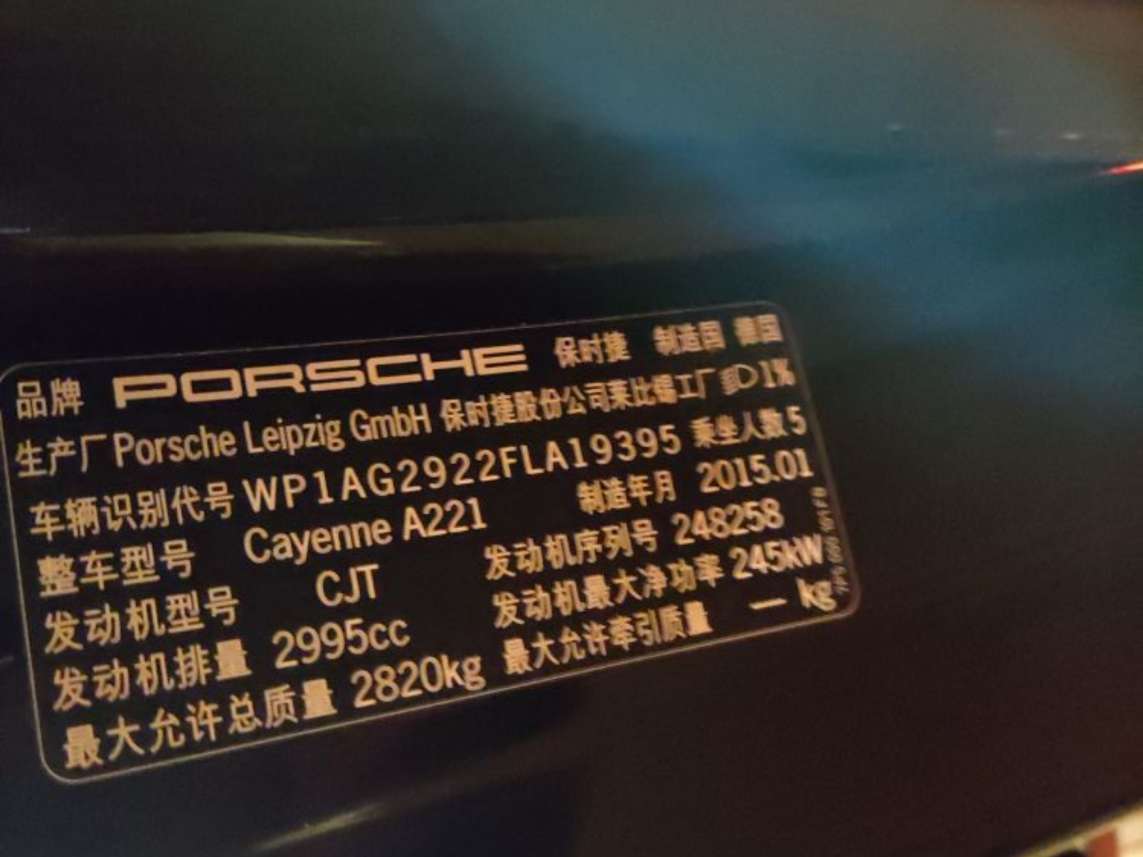 品牌 PORSCHE 保时捷 制造国 德国
生产厂 Porsche Leipzig GmbH 保时捷股份公司莱比锡工厂 1%
车辆识别代号 WP1AG2922FLA19395 乘坐人数 5
整车型号 Cayenne A221 制造年月 2015.01
发动机型号 CJT 发动机序列号 248258
发动机排量 2995cc 发动机最大净功率 245kW
最大允许总质量 2820kg 最大允许牵引质量 — kg